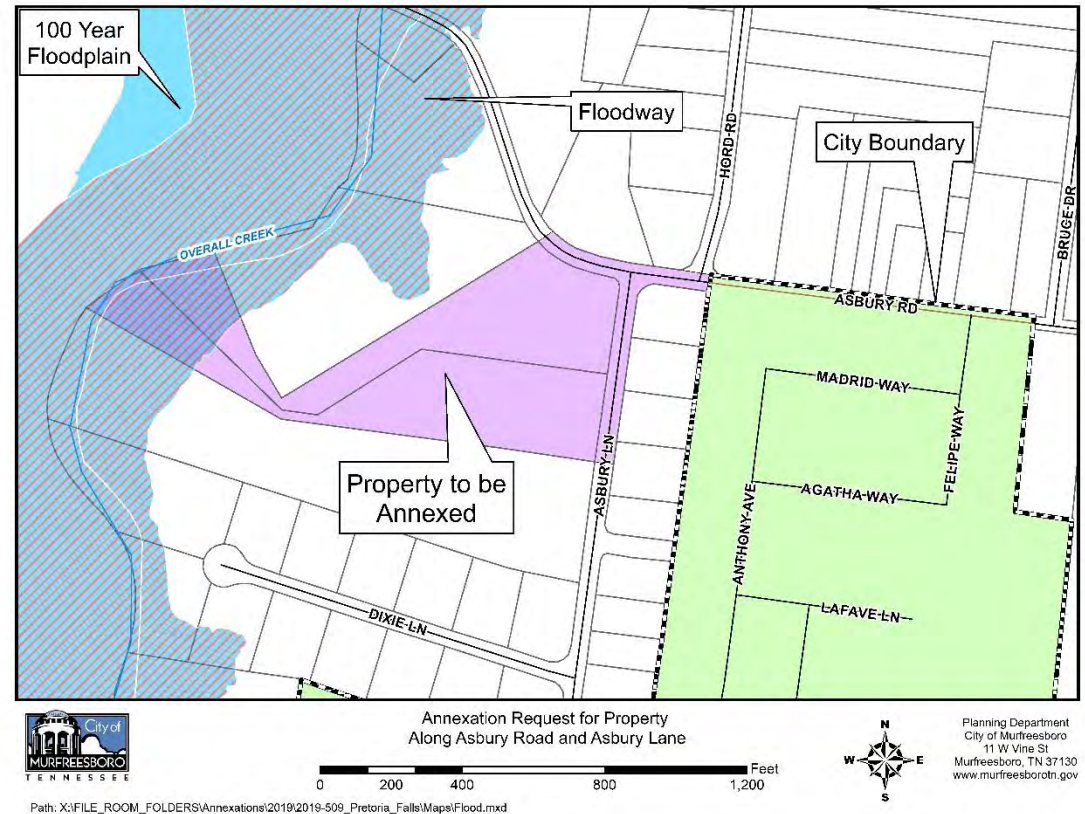 100 Year
Floodplain
Floodway
City Boundary
HORD RD
BRUCE DR
OVERALL CREEK
ASBURY RD
MADRID WAY
FELIPE WAY
Property to be
Annexed
ASBURY LN
AGATHA WAY
ANTHONY AVE
LAFAVE LN
DIXIE LN
City of
MURFREESBORO
TENNESSEE
Annexation Request for Property
Along Asbury Road and Asbury Lane
Feet
0 200 400 800 1,200
N
W E
S
Planning Department
City of Murfreesboro
11 W Vine St
Murfreesboro, TN 37130
www.murfreesborotn.gov
Path: X:\FILE_ROOM_FOLDERS\Annexations\2019\2019-509_Pretoria_Falls\Maps\Flood.mxd